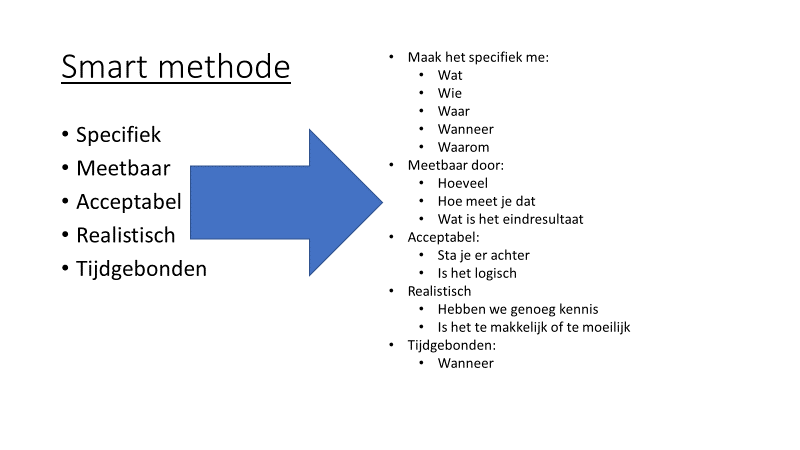 Smart methode
• Specifiek
• Meetbaar
• Acceptabel
• Realistisch
• Tijdgebonden
• Maak het specifiek me:
• Wat
• Wie
• Waar
• Wanneer
• Waarom
• Meetbaar door:
• Hoeveel
• Hoe meet je dat
• Wat is het eindresultaat
• Acceptabel:
• Sta je er achter
• Is het logisch
• Realistisch
• Hebben we genoeg kennis
• Is het te makkelijk of te moeilijk
• Tijdgebonden:
• Wanneer